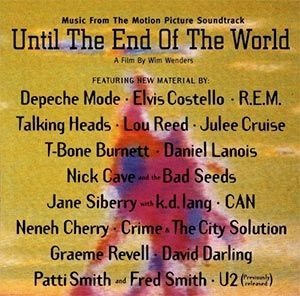 Music From The Motion Picture Soundtrack
Until The End Of The World
A Film By Wim Wenders
FEATURING NEW MATERIAL BY:
Depeche Mode • Elvis Costello • R.E.M.
Talking Heads • Lou Reed • Julee Cruise
T-Bone Burnett • Daniel Lanois
Nick Cave and the Bad Seeds
Jane Siberry with k.d. lang • CAN
Neneh Cherry • Crime & The City Solution
Graeme Revell • David Darling
Patti Smith and Fred Smith • U2 (Previously released)